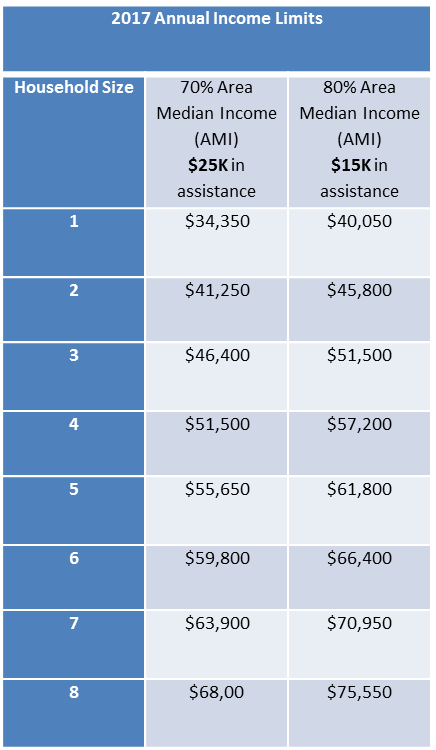 2017 Annual Income Limits
Household Size
70% Area
Median Income
(AMI)
$25K in
assistance
80% Area
Median Income
(AMI)
$15K in
assistance
1 $34,350 $40,050
2 $41,250 $45,800
3 $46,400 $51,500
4 $51,500 $57,200
5 $55,650 $61,800
6 $59,800 $66,400
7 $63,900 $70,950
8 $68,00 $75,550